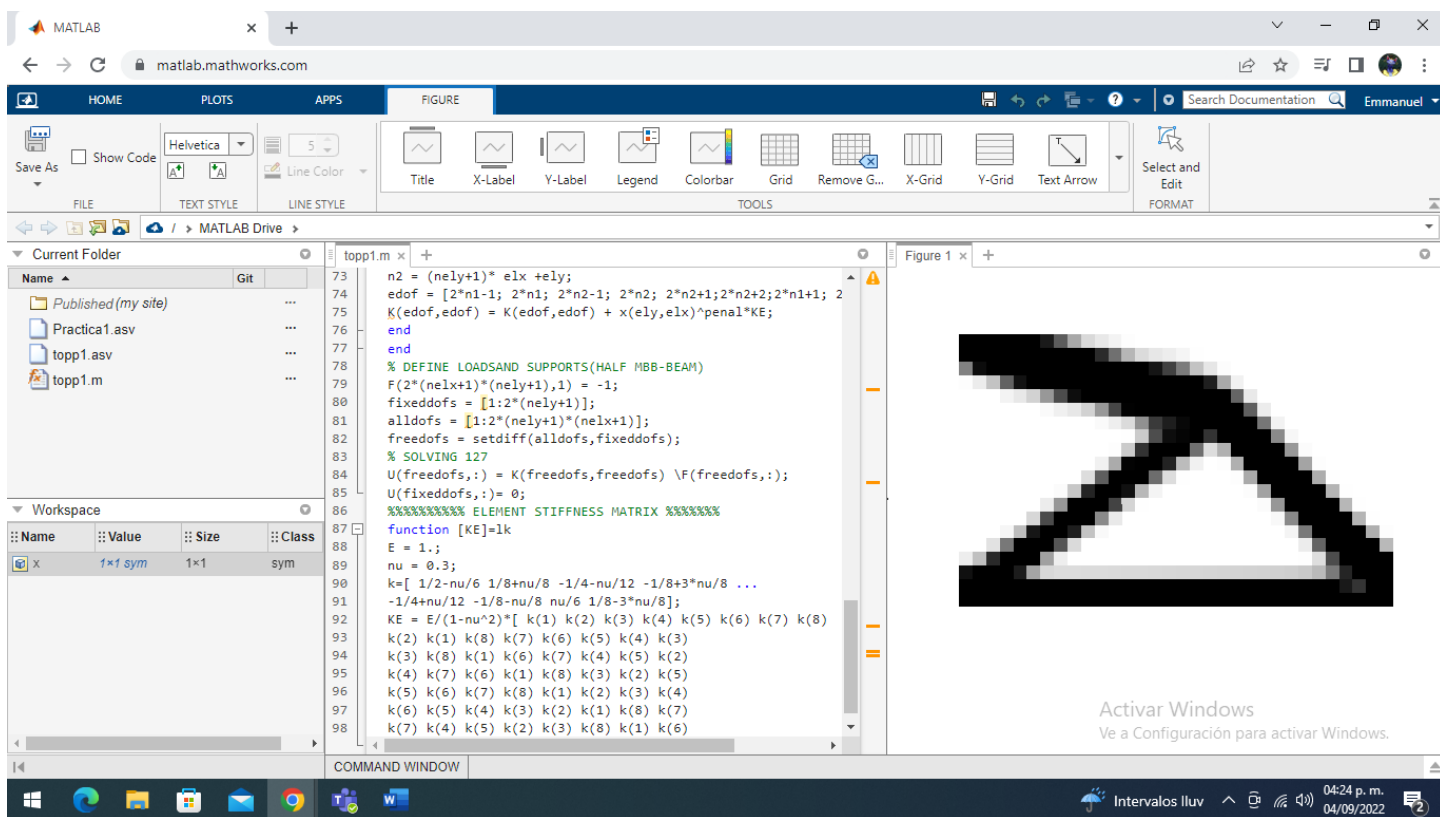 MATLAB
matlab.mathworks.com
HOME PLOTS APPS FIGURE Search Documentation Emmanuel
Save As Show Code Helvetica 5 Line Color
Title X-Label Y-Label Legend Colorbar Grid Remove G... X-Grid Y-Grid Text Arrow Select and Edit
FILE TEXT STYLE LINE STYLE TOOLS FORMAT
/ > MATLAB Drive >
Current Folder
Name Git
Published (my site)
Practica1.asv
topp1.asv
topp1.m
Workspace
Name Value Size Class
x 1×1 sym 1×1 sym
topp1.m
73 n2 = (nely+1)* elx +ely;
74 edof = [2*n1-1; 2*n1; 2*n2-1; 2*n2; 2*n2+1;2*n2+2;2*n1+1; 2
75 K(edof,edof) = K(edof,edof) + x(ely,elx)^penal*KE;
76 end
77 end
78 % DEFINE LOADSAND SUPPORTS(HALF MBB-BEAM)
79 F(2*(nelx+1)*(nely+1),1) = -1;
80 fixeddofs = [1:2*(nely+1)];
81 alldofs = [1:2*(nely+1)*(nelx+1)];
82 freedofs = setdiff(alldofs,fixeddofs);
83 % SOLVING 127
84 U(freedofs,:) = K(freedofs,freedofs) \F(freedofs,:);
85 U(fixeddofs,:)= 0;
86 %%%%%%%%%% ELEMENT STIFFNESS MATRIX %%%%%%%
87 function [KE]=lk
88 E = 1.;
89 nu = 0.3;
90 k=[ 1/2-nu/6 1/8+nu/8 -1/4-nu/12 -1/8+3*nu/8 ...
91 -1/4+nu/12 -1/8-nu/8 nu/6 1/8-3*nu/8];
92 KE = E/(1-nu^2)*[ k(1) k(2) k(3) k(4) k(5) k(6) k(7) k(8)
93 k(2) k(1) k(8) k(7) k(6) k(5) k(4) k(3)
94 k(3) k(8) k(1) k(6) k(7) k(4) k(5) k(2)
95 k(4) k(7) k(6) k(1) k(8) k(3) k(2) k(5)
96 k(5) k(6) k(7) k(8) k(1) k(2) k(3) k(4)
97 k(6) k(5) k(4) k(3) k(2) k(1) k(8) k(7)
98 k(7) k(4) k(5) k(2) k(3) k(8) k(1) k(6)
COMMAND WINDOW
Figure 1
Activar Windows
Ve a Configuración para activar Windows.
Intervalos lluv
04:24 p. m.
04/09/2022
2